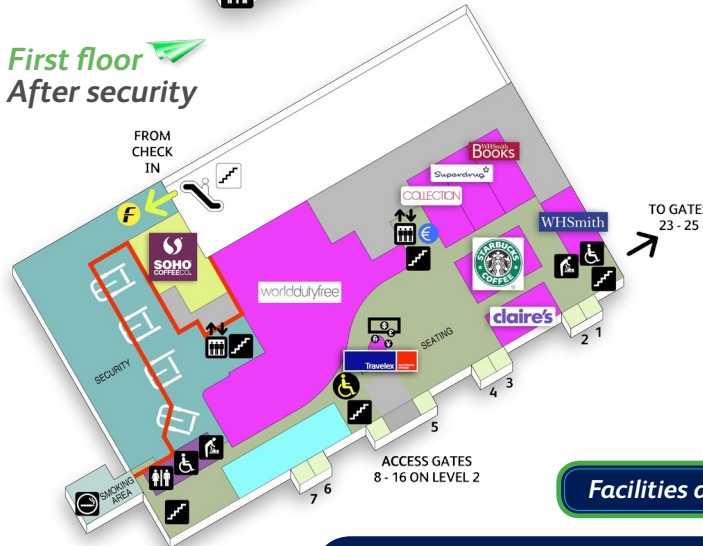 First floor
After security
FROM
CHECK
IN
f
SOHO
COFFEECO.
SECURITY
SMOKING
AREA
worlddutyfree
COLLECTION
Superdrug
WHSmith
BOOKS
€
STARBUCKS
COFFEE
WHSmith
TO GATES
23 - 25
claire's
SEATING
Travelex
1
2
3
4
5
6
7
ACCESS GATES
8 - 16 ON LEVEL 2
Facilities